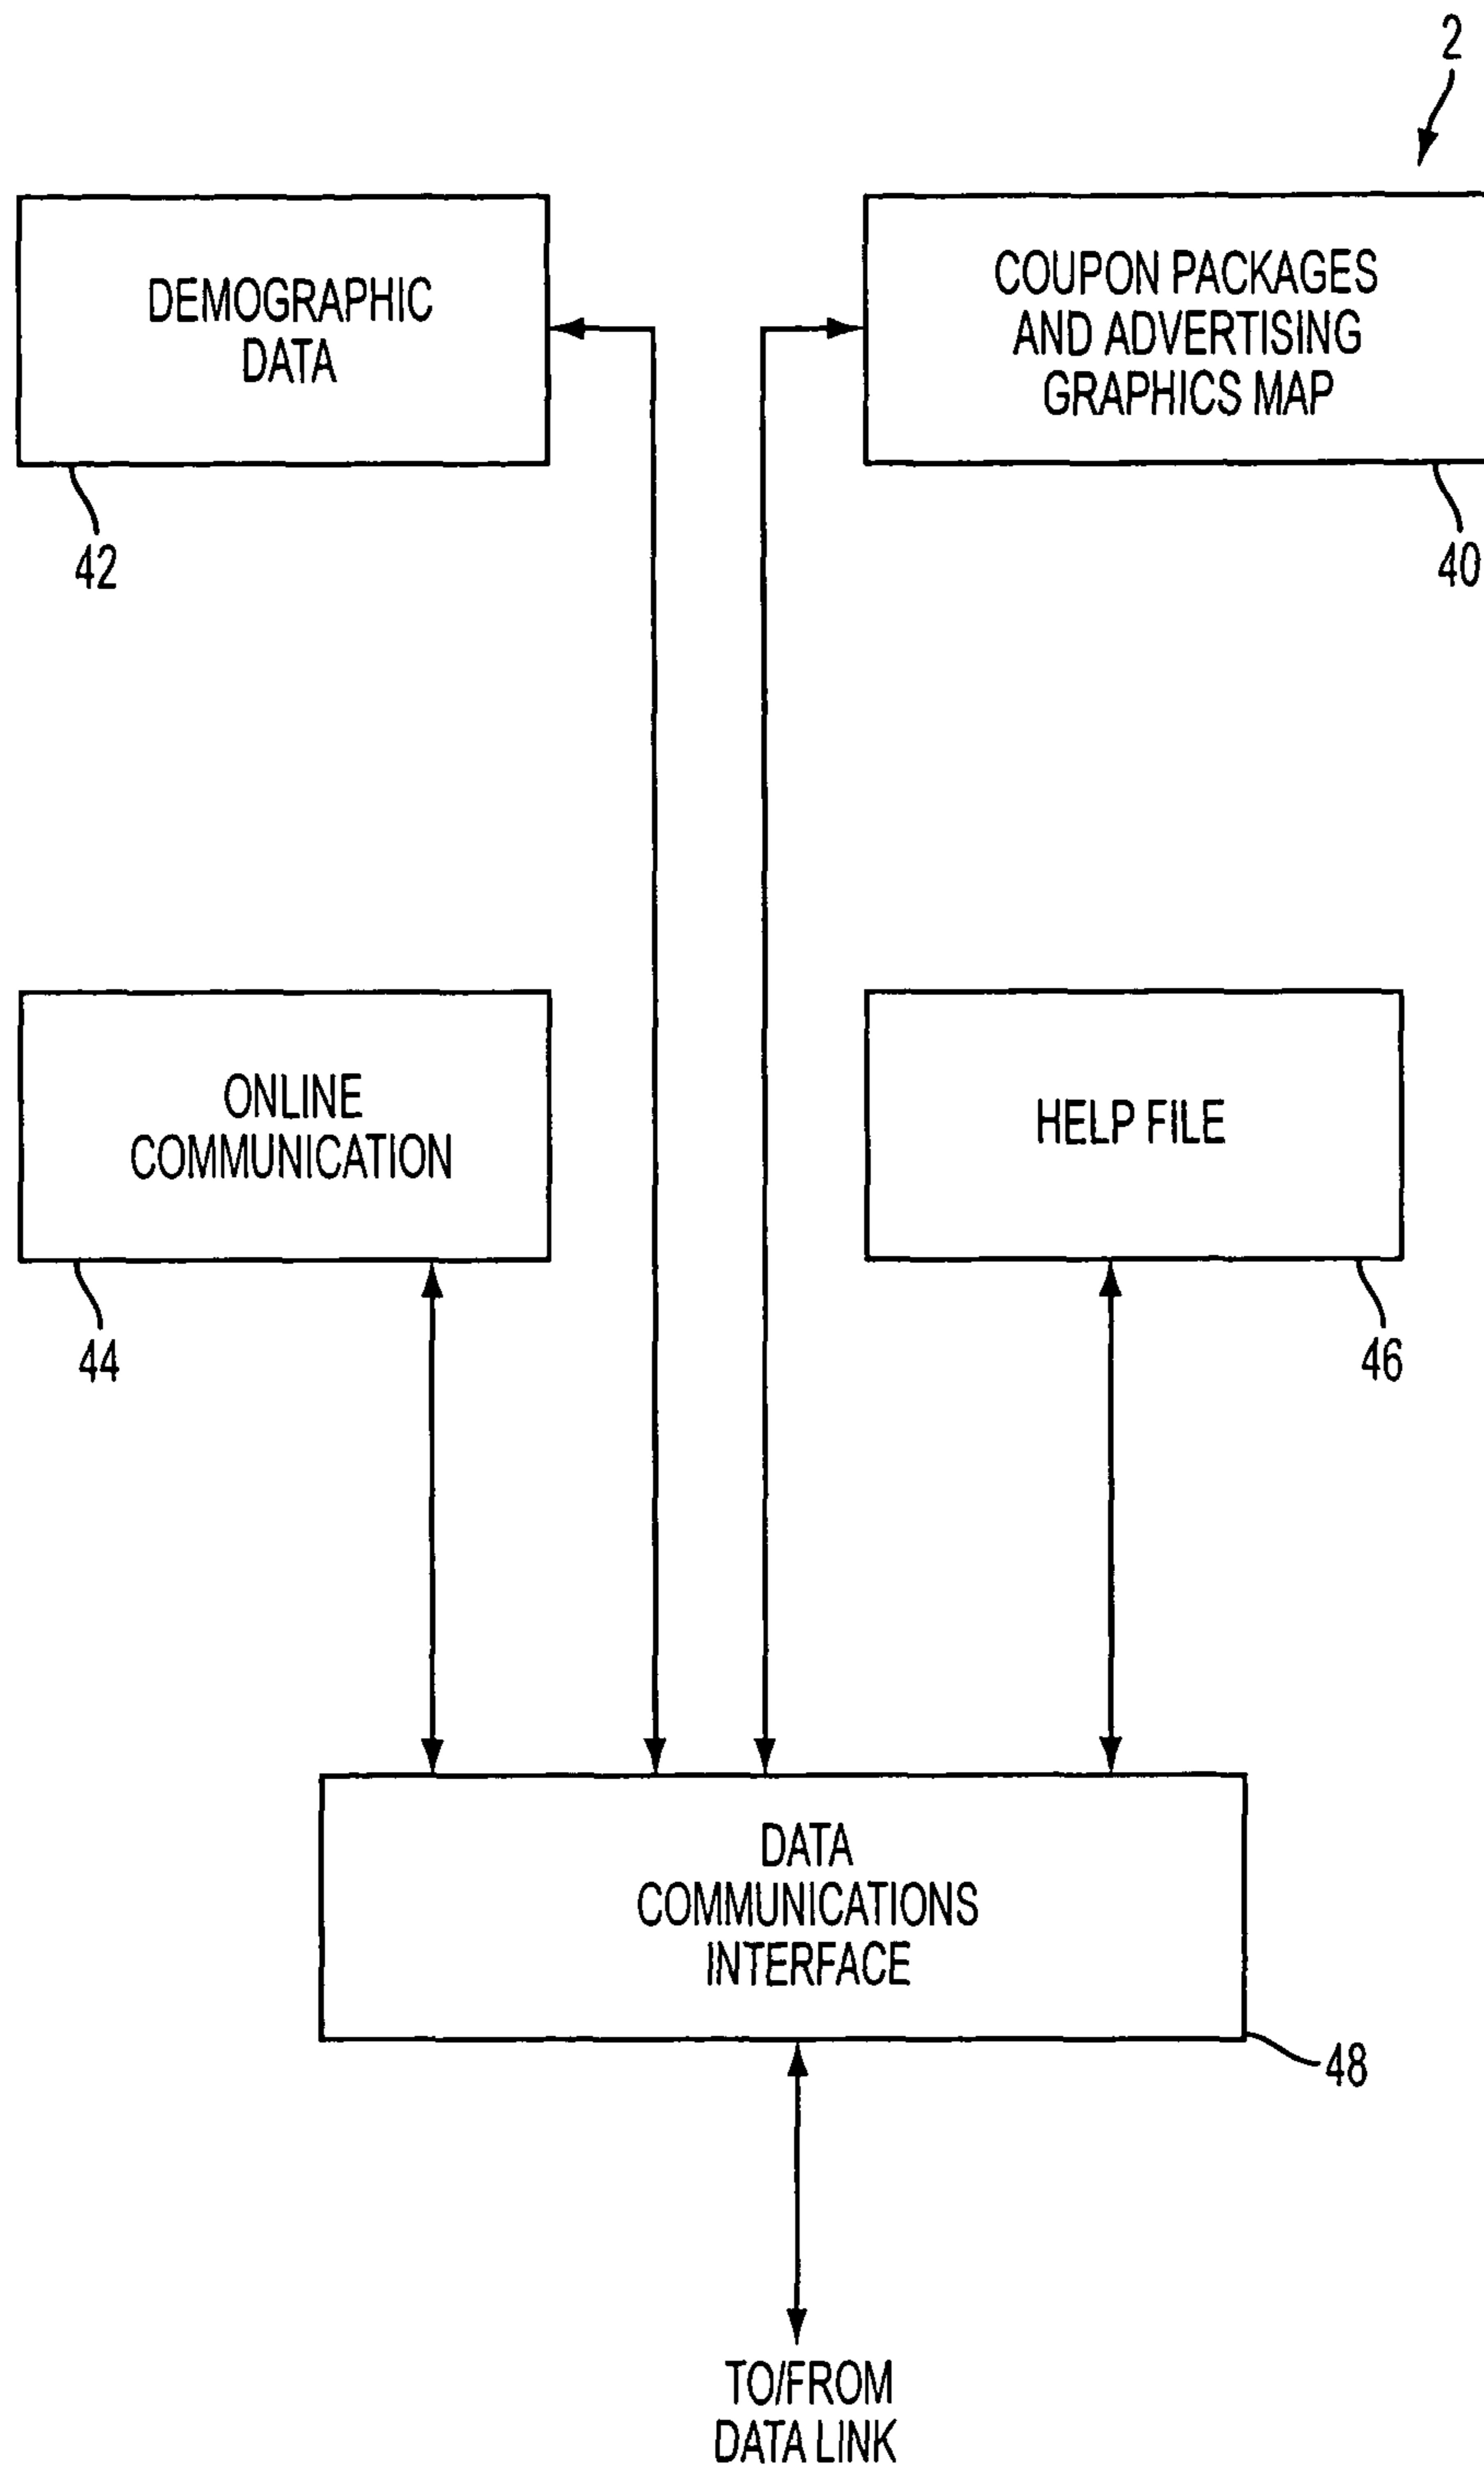 2
DEMOGRAPHIC
DATA
42
COUPON PACKAGES
AND ADVERTISING
GRAPHICS MAP
40
ONLINE
COMMUNICATION
44
HELP FILE
46
DATA
COMMUNICATIONS
INTERFACE
48
TO/FROM
DATA LINK